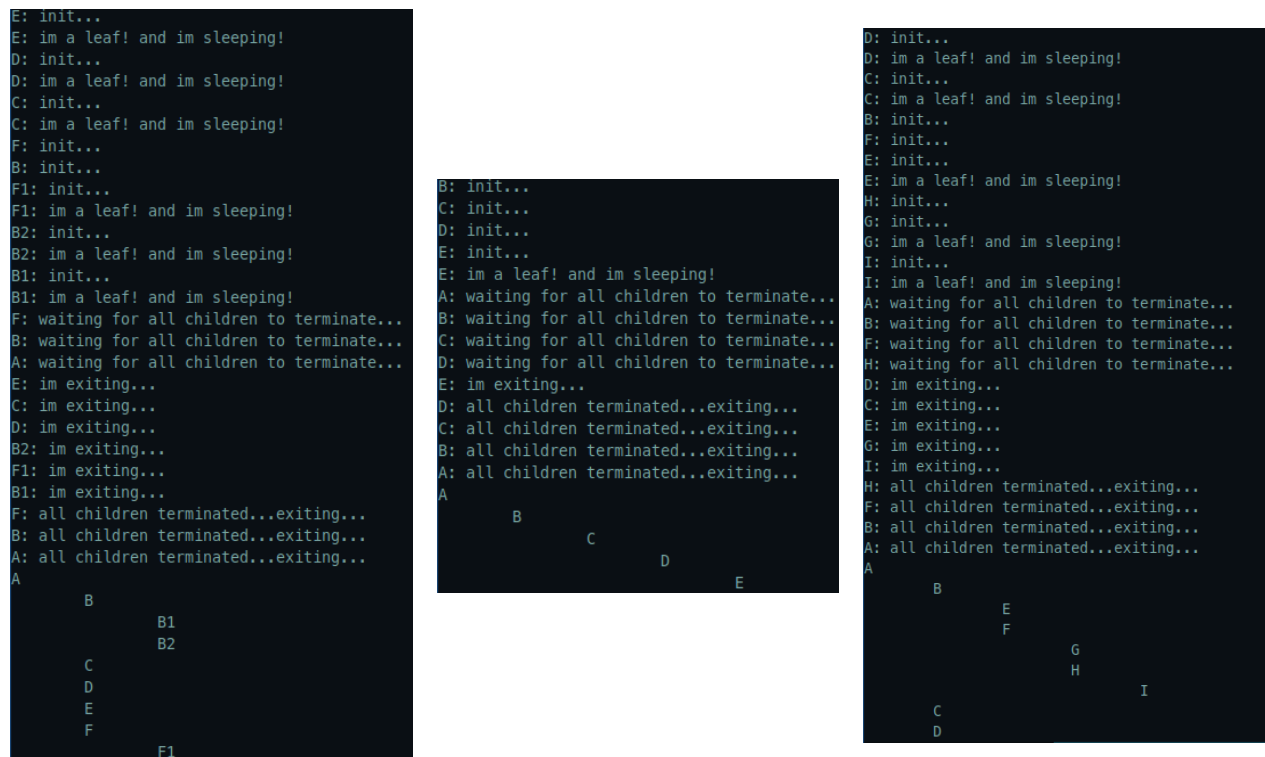 E: init...
E: im a leaf! and im sleeping!
D: init...
D: im a leaf! and im sleeping!
C: init...
C: im a leaf! and im sleeping!
F: init...
B: init...
F1: init...
F1: im a leaf! and im sleeping!
B2: init...
B2: im a leaf! and im sleeping!
B1: init...
B1: im a leaf! and im sleeping!
F: waiting for all children to terminate...
B: waiting for all children to terminate...
A: waiting for all children to terminate...
E: im exiting...
C: im exiting...
D: im exiting...
B2: im exiting...
F1: im exiting...
B1: im exiting...
F: all children terminated...exiting...
B: all children terminated...exiting...
A: all children terminated...exiting...
A
B
B1
B2
C
D
E
F
F1
B: init...
C: init...
D: init...
E: init...
E: im a leaf! and im sleeping!
A: waiting for all children to terminate...
B: waiting for all children to terminate...
C: waiting for all children to terminate...
D: waiting for all children to terminate...
E: im exiting...
D: all children terminated...exiting...
C: all children terminated...exiting...
B: all children terminated...exiting...
A: all children terminated...exiting...
A
B
C
D
E
D: init...
D: im a leaf! and im sleeping!
C: init...
C: im a leaf! and im sleeping!
B: init...
F: init...
E: init...
E: im a leaf! and im sleeping!
H: init...
G: init...
G: im a leaf! and im sleeping!
I: init...
I: im a leaf! and im sleeping!
A: waiting for all children to terminate...
B: waiting for all children to terminate...
F: waiting for all children to terminate...
H: waiting for all children to terminate...
D: im exiting...
C: im exiting...
E: im exiting...
G: im exiting...
I: im exiting...
H: all children terminated...exiting...
F: all children terminated...exiting...
B: all children terminated...exiting...
A: all children terminated...exiting...
A
B
E
F
G
H
I
C
D